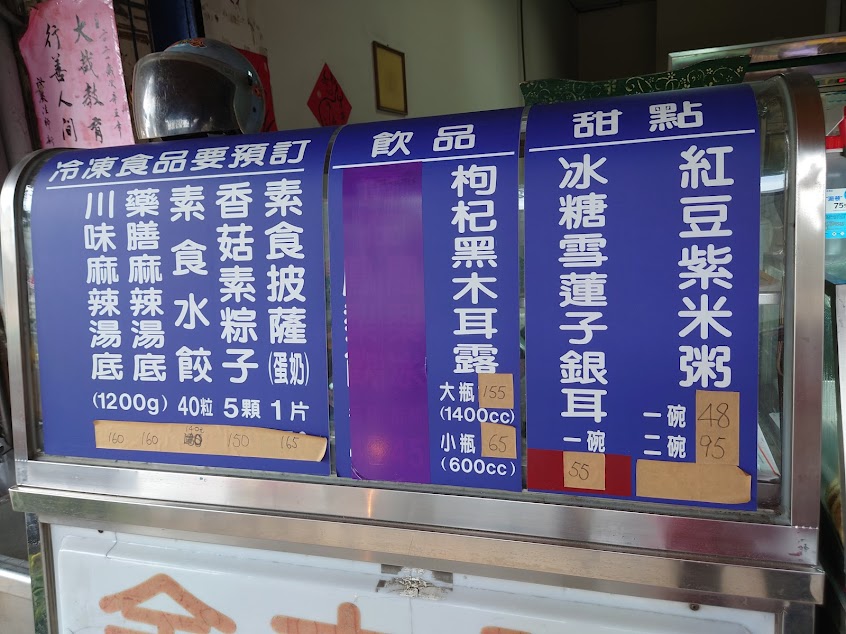 大哉教育
行善人間
冷凍食品要預訂
素食披薩(蛋奶)
1片
165
香菇素粽子
5顆
150
素食水餃
40粒
川味麻辣湯底
藥膳麻辣湯底
(1200g)
160 160
飲品
枸杞黑木耳露
大瓶 155
(1400cc)
小瓶 65
(600cc)
甜點
紅豆紫米粥
一碗 48
二碗 95
冰糖雪蓮子銀耳
一碗
55